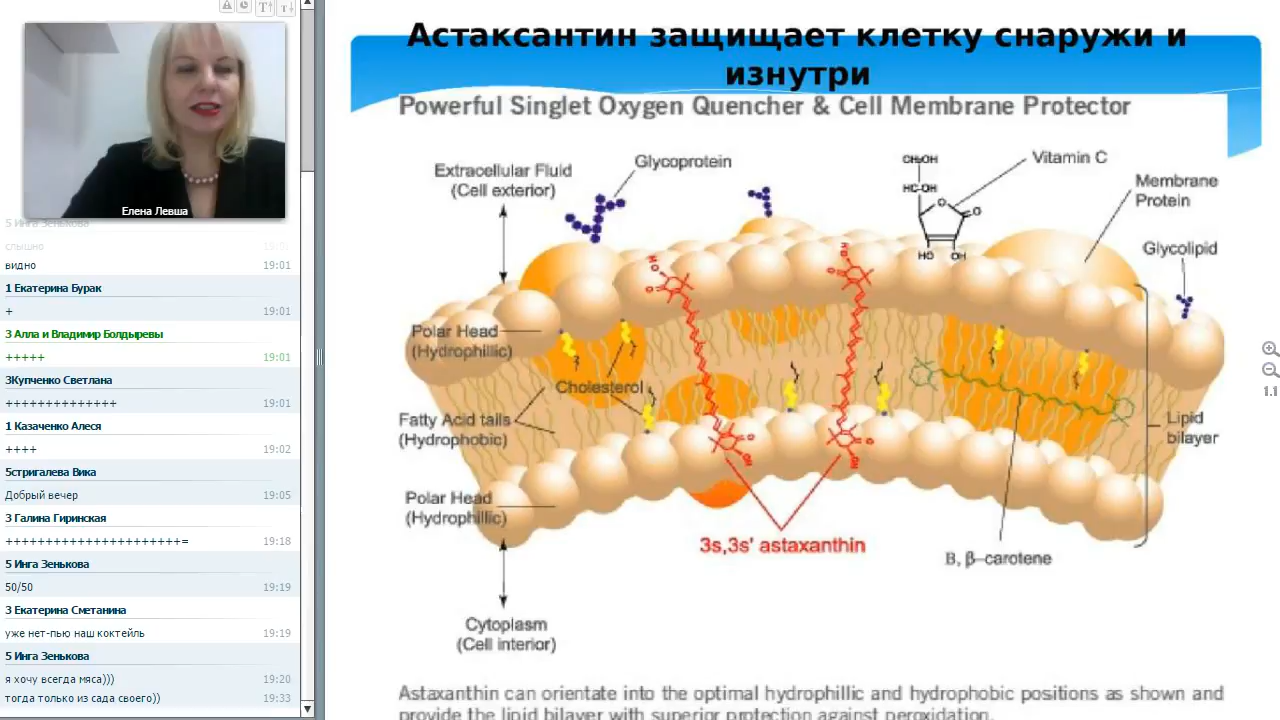 Елена Левша
5 Инга Зенькова
слышно
видно 19:01
1 Екатерина Бурак
+ 19:01
3 Алла и Владимир Болдыревы
+++++ 19:01
3Купченко Светлана
++++++++++++++ 19:01
1 Казаченко Алеся
++++ 19:02
5стригалева Вика
Добрый вечер 19:05
3 Галина Гиринская
++++++++++++++++++++++= 19:18
5 Инга Зенькова
50/50 19:19
3 Екатерина Сметанина
уже нет-пью наш коктейль 19:19
5 Инга Зенькова
я хочу всегда мяса))) 19:20
тогда только из сада своего)) 19:33
Астаксантин защищает клетку снаружи и
изнутри
Powerful Singlet Oxygen Quencher & Cell Membrane Protector
Extracellular Fluid
(Cell exterior)
Glycoprotein
CH₂OH
HC-OH
O
O
HO
OH
Vitamin C
Membrane
Protein
Glycolipid
HO
O
HO
O
Polar Head
(Hydrophillic)
Cholesterol
Fatty Acid tails
(Hydrophobic)
Lipid
bilayer
O
OH
O
OH
Polar Head
(Hydrophillic)
3s,3s' astaxanthin
B, β-carotene
Cytoplasm
(Cell interior)
Astaxanthin can orientate into the optimal hydrophillic and hydrophobic positions as shown and
provide the lipid bilayer with superior protection against peroxidation.
1.1